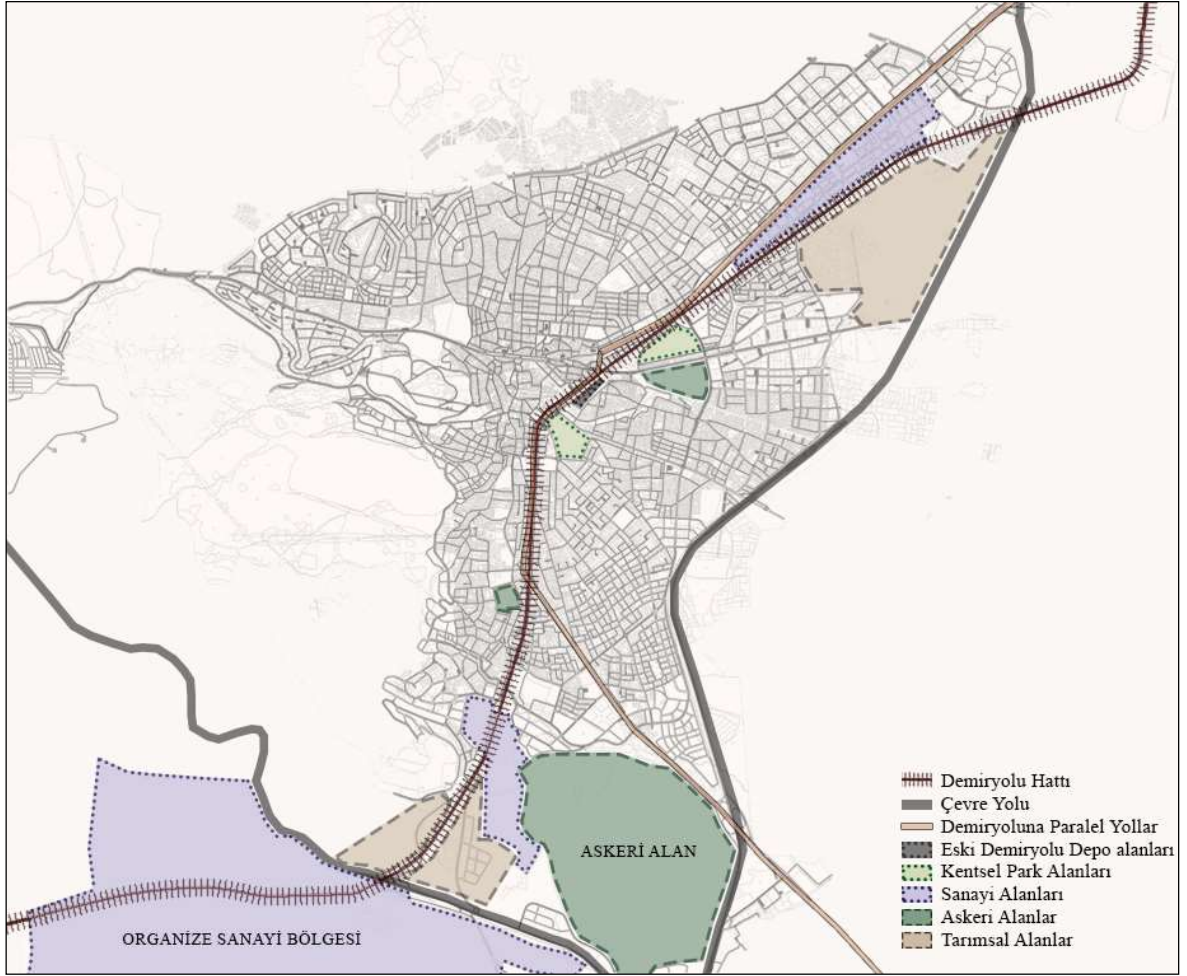 Demiryolu Hattı
Çevre Yolu
Demiryoluna Paralel Yollar
Eski Demiryolu Depo alanları
Kentsel Park Alanları
Sanayi Alanları
Askeri Alanlar
Tarımsal Alanlar
ASKERİ ALAN
ORGANİZE SANAYİ BÖLGESİ